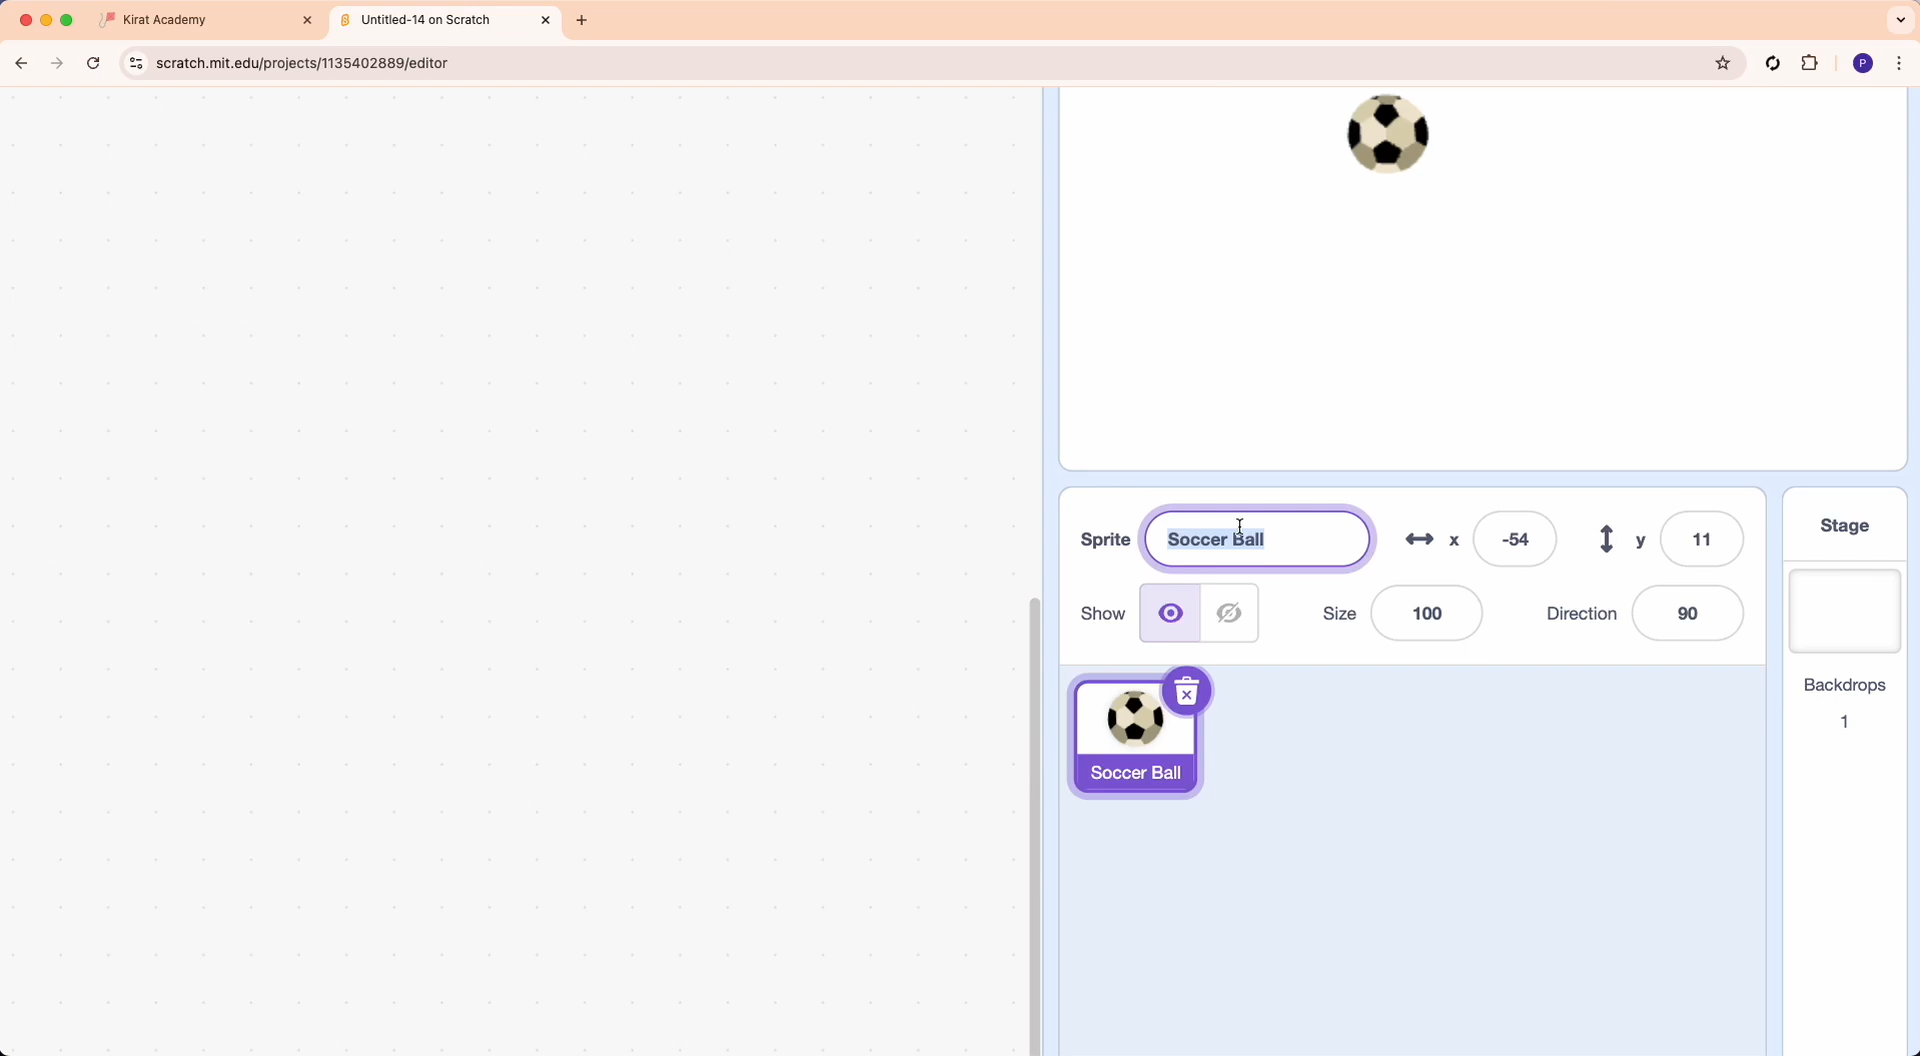 Kirat Academy
Untitled-14 on Scratch
scratch.mit.edu/projects/1135402889/editor
P
Sprite Soccer Ball x -54 y 11
Show Size 100 Direction 90
Soccer Ball
Stage
Backdrops
1